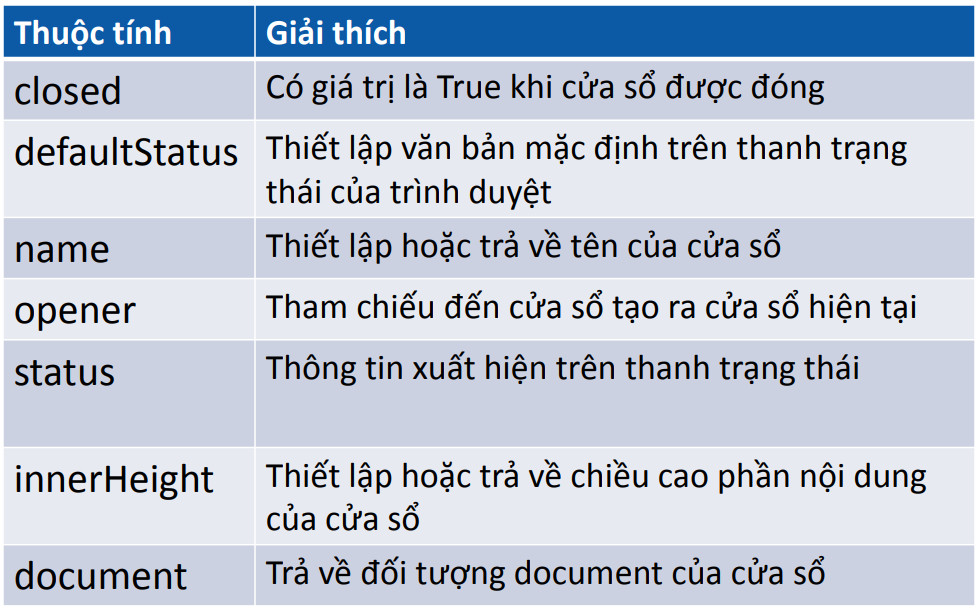 Thuộc tính Giải thích
closed Có giá trị là True khi cửa sổ được đóng
defaultStatus Thiết lập văn bản mặc định trên thanh trạng
thái của trình duyệt
name Thiết lập hoặc trả về tên của cửa sổ
opener Tham chiếu đến cửa sổ tạo ra cửa sổ hiện tại
status Thông tin xuất hiện trên thanh trạng thái
innerHeight Thiết lập hoặc trả về chiều cao phần nội dung
của cửa sổ
document Trả về đối tượng document của cửa sổ